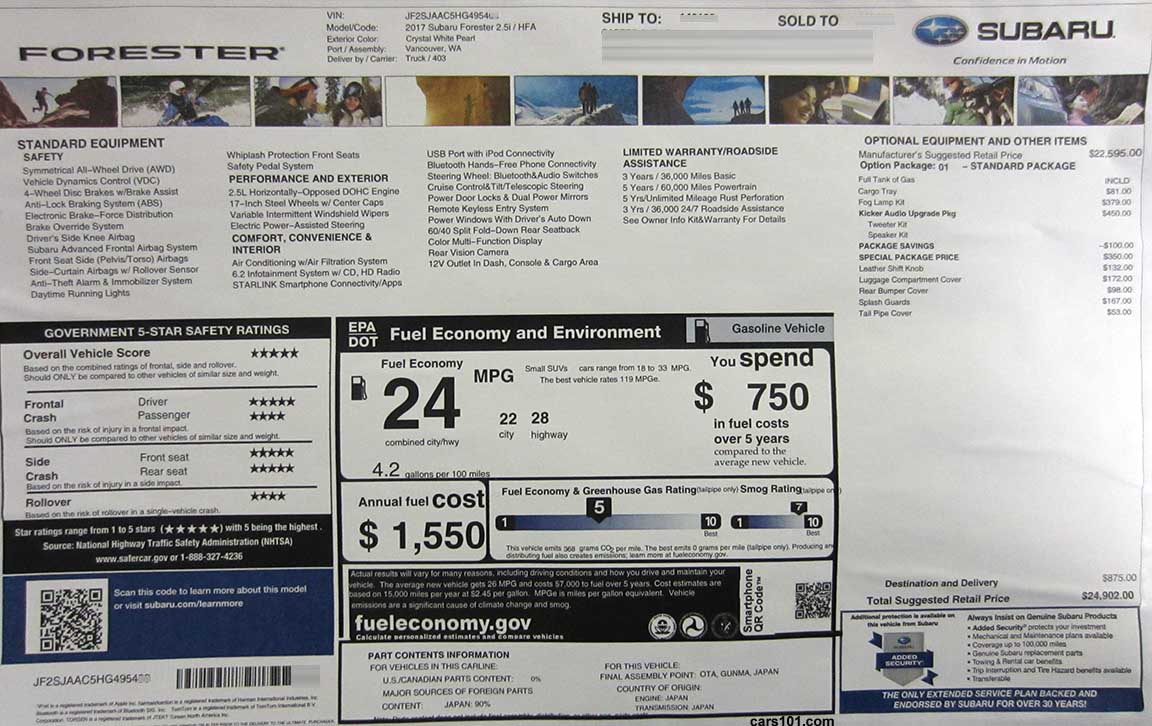 FORESTER®
VIN: JF2SJAAC5HG4954
Model/Code: 2017 Subaru Forester 2.5i / HFA
Exterior Color: Crystal White Pearl
Port / Assembly: Vancouver, WA
Deliver by / Carrier: Truck / 403
SHIP TO:
SOLD TO
SUBARU.
Confidence in Motion
STANDARD EQUIPMENT
SAFETY
Symmetrical All-Wheel Drive (AWD)
Vehicle Dynamics Control (VDC)
4-Wheel Disc Brakes w/Brake Assist
Anti-Lock Braking System (ABS)
Electronic Brake-Force Distribution
Brake Override System
Driver's Side Knee Airbag
Subaru Advanced Frontal Airbag System
Front Seat Side (Pelvis/Torso) Airbags
Side-Curtain Airbags w/ Rollover Sensor
Anti-Theft Alarm & Immobilizer System
Daytime Running Lights
Whiplash Protection Front Seats
Safety Pedal System
PERFORMANCE AND EXTERIOR
2.5L Horizontally-Opposed DOHC Engine
17-Inch Steel Wheels w/ Center Caps
Variable Intermittent Windshield Wipers
Electric Power-Assisted Steering
COMFORT, CONVENIENCE &
INTERIOR
Air Conditioning w/Air Filtration System
6.2 Infotainment System w/ CD, HD Radio
STARLINK Smartphone Connectivity/Apps
USB Port with iPod Connectivity
Bluetooth Hands-Free Phone Connectivity
Steering Wheel: Bluetooth&Audio Switches
Cruise Control&Tilt/Telescopic Steering
Power Door Locks & Dual Power Mirrors
Remote Keyless Entry System
Power Windows With Driver's Auto Down
60/40 Split Fold-Down Rear Seatback
Color Multi-Function Display
Rear Vision Camera
12V Outlet In Dash, Console & Cargo Area
LIMITED WARRANTY/ROADSIDE
ASSISTANCE
3 Years / 36,000 Miles Basic
5 Years / 60,000 Miles Powertrain
5 Yrs/Unlimited Mileage Rust Perforation
3 Yrs / 36,000 24/7 Roadside Assistance
See Owner Info Kit&Warranty For Details
OPTIONAL EQUIPMENT AND OTHER ITEMS
Manufacturer's Suggested Retail Price $22,595.00
Option Package: 01 - STANDARD PACKAGE
Full Tank of Gas INCLD
Cargo Tray $81.00
Fog Lamp Kit $379.00
Kicker Audio Upgrade Pkg $450.00
Tweeter Kit
Speaker Kit
PACKAGE SAVINGS -$100.00
SPECIAL PACKAGE PRICE $350.00
Leather Shift Knob $132.00
Luggage Compartment Cover $172.00
Rear Bumper Cover $98.00
Splash Guards $167.00
Tail Pipe Cover $53.00
Destination and Delivery $875.00
Total Suggested Retail Price $24,902.00
GOVERNMENT 5-STAR SAFETY RATINGS
Overall Vehicle Score ★★★★★
Based on the combined ratings of frontal, side and rollover.
Should ONLY be compared to other vehicles of similar size and weight.
Frontal Driver ★★★★★
Crash Passenger ★★★★
Based on the risk of injury in a frontal impact.
Should ONLY be compared to other vehicles of similar size and weight.
Side Front seat ★★★★★
Crash Rear seat ★★★★★
Based on the risk of injury in a side impact.
Rollover ★★★★
Based on the risk of rollover in a single-vehicle crash.
Star ratings range from 1 to 5 stars (★★★★★) with 5 being the highest.
Source: National Highway Traffic Safety Administration (NHTSA)
www.safercar.gov or 1-888-327-4236
Scan this code to learn more about this model
or visit subaru.com/learnmore
JF2SJAAC5HG4954
EPA
DOT
Fuel Economy and Environment
Gasoline Vehicle
Fuel Economy
24 MPG
combined city/hwy
22 city
28 highway
Small SUVs cars range from 18 to 33 MPG.
The best vehicle rates 119 MPGe.
4.2 gallons per 100 miles
You spend
$ 750
in fuel costs
over 5 years
compared to the
average new vehicle.
Annual fuel cost
$ 1,550
Fuel Economy & Greenhouse Gas Rating (tailpipe only)
1 5 10
Best
Smog Rating (tailpipe only)
1 7 10
Best
This vehicle emits 368 grams CO2 per mile. The best emits 0 grams per mile (tailpipe only). Producing and
distributing fuel also creates emissions; learn more at fueleconomy.gov.
Actual results will vary for many reasons, including driving conditions and how you drive and maintain your
vehicle. The average new vehicle gets 26 MPG and costs $7,000 to fuel over 5 years. Cost estimates are
based on 15,000 miles per year at $2.45 per gallon. MPGe is miles per gallon equivalent. Vehicle
emissions are a significant cause of climate change and smog.
fueleconomy.gov
Calculate personalized estimates and compare vehicles
Smartphone
QR Code™
PART CONTENTS INFORMATION
FOR VEHICLES IN THIS CARLINE:
U.S./CANADIAN PARTS CONTENT: 0%
MAJOR SOURCES OF FOREIGN PARTS
CONTENT: JAPAN: 90%
FOR THIS VEHICLE:
FINAL ASSEMBLY POINT: OTA, GUNMA, JAPAN
COUNTRY OF ORIGIN:
ENGINE: JAPAN
TRANSMISSION: JAPAN
Additional protection is available on
this vehicle from Subaru
SUBARU
ADDED
SECURITY
Always Insist on Genuine Subaru Products
• Added Security® protects your investment
• Mechanical and Maintenance plans available
• Coverage up to 100,000 miles
• Genuine Subaru replacement parts
• Towing & Rental car benefits
• Trip Interruption and Tire Hazard benefits available
• Transferable
THE ONLY EXTENDED SERVICE PLAN BACKED AND
ENDORSED BY SUBARU FOR OVER 30 YEARS!
cars101.com